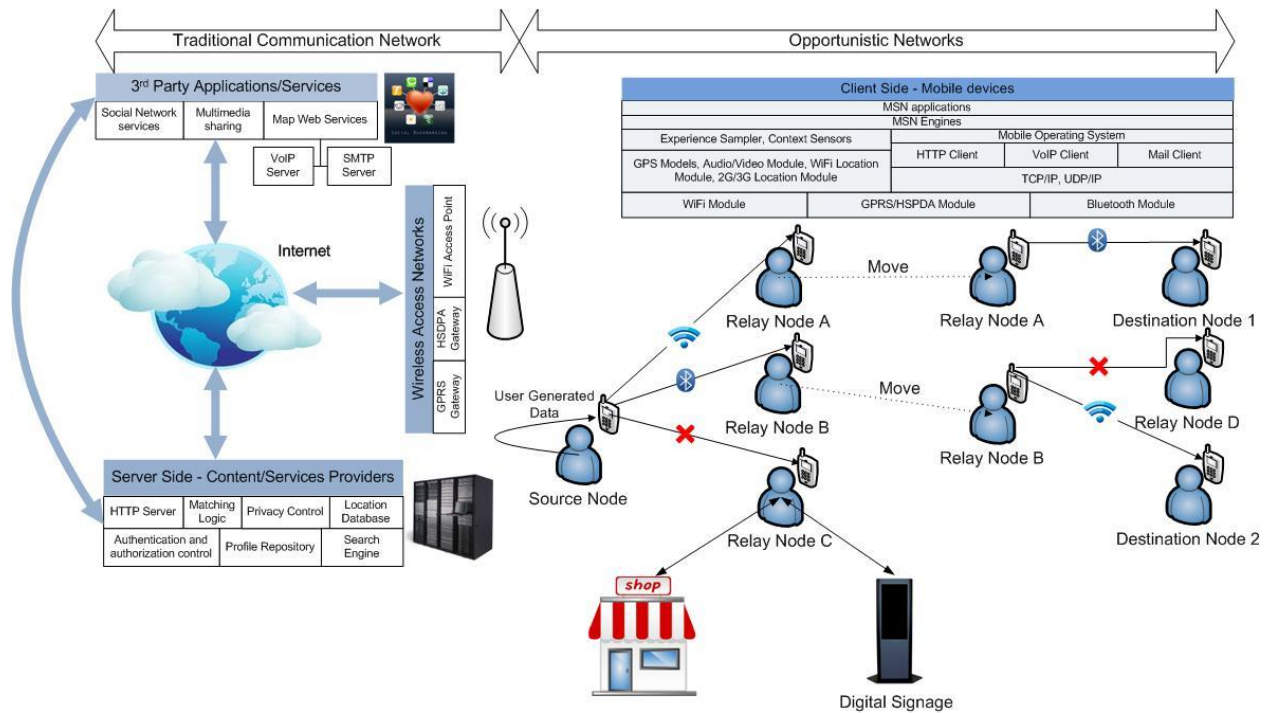 Traditional Communication Network
Opportunistic Networks
3rd Party Applications/Services
Social Network
services
Multimedia
sharing
Map Web Services
VoIP
Server
SMTP
Server
Internet
Wireless Access Networks
WiFi Access Point
HSDPA
Gateway
GPRS
Gateway
Server Side - Content/Services Providers
HTTP Server
Matching
Logic
Privacy Control
Location
Database
Authentication and
authorization control
Profile Repository
Search
Engine
Client Side - Mobile devices
MSN applications
MSN Engines
Experience Sampler, Context Sensors
Mobile Operating System
GPS Models, Audio/Video Module, WiFi Location
Module, 2G/3G Location Module
HTTP Client
VoIP Client
Mail Client
TCP/IP, UDP/IP
WiFi Module
GPRS/HSPDA Module
Bluetooth Module
Move
Relay Node A
Relay Node A
Destination Node 1
User Generated
Data
Source Node
Move
Relay Node B
Relay Node B
Relay Node D
Relay Node C
Destination Node 2
shop
Digital Signage